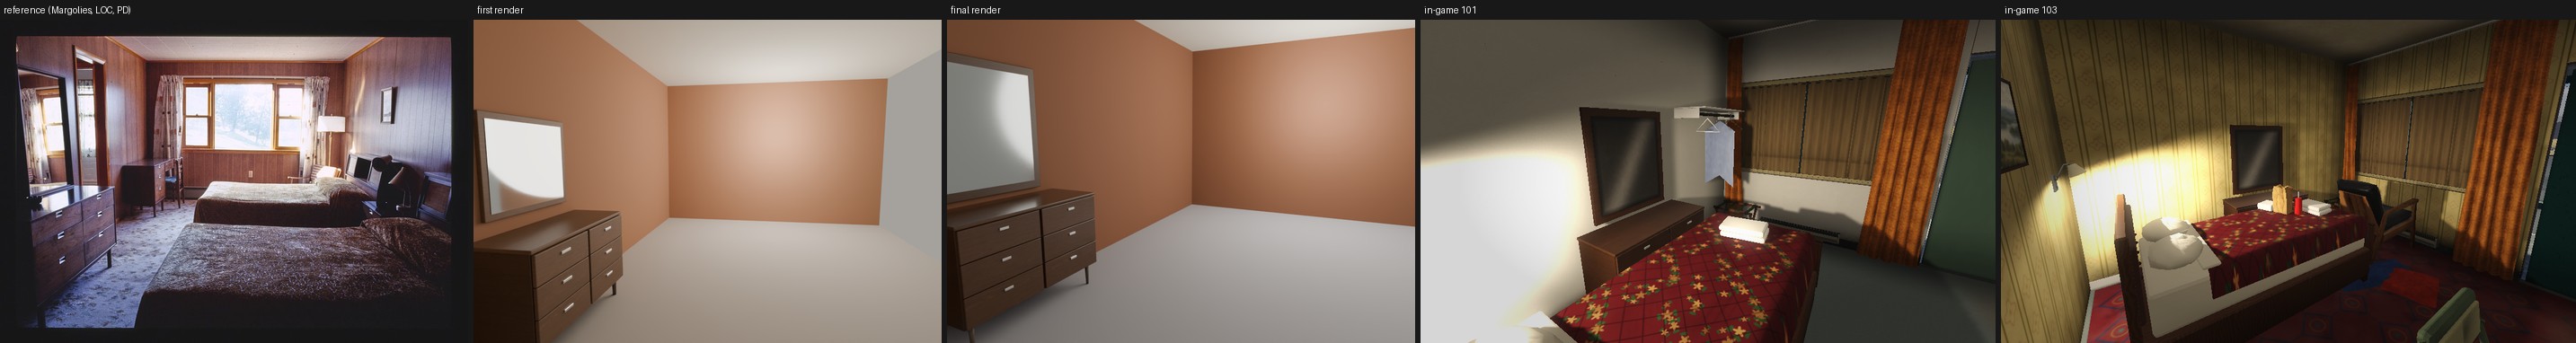 reference (Margolies, LOC, PD)
first render
final render
in-game 101
in-game 103